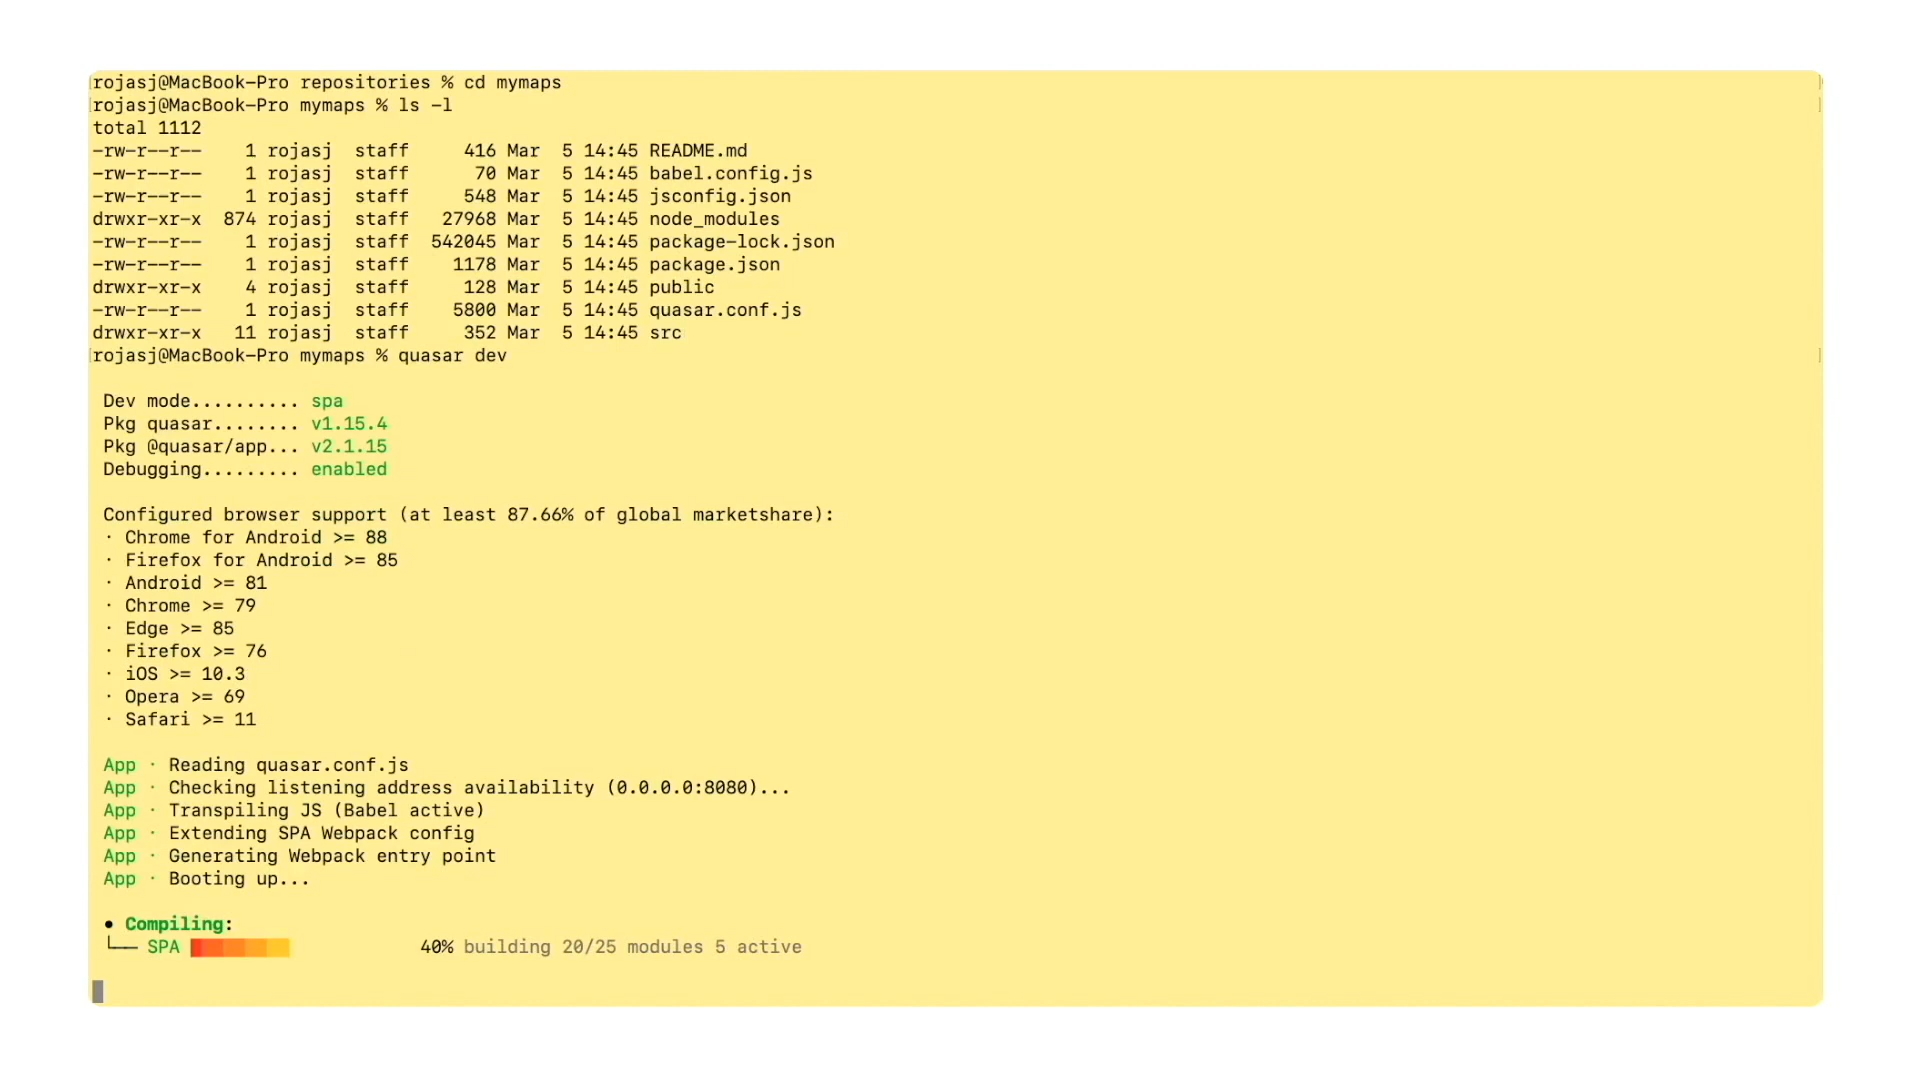 rojasj@MacBook-Pro repositories % cd mymaps
rojasj@MacBook-Pro mymaps % ls -l
total 1112
-rw-r--r--    1 rojasj  staff     416 Mar  5 14:45 README.md
-rw-r--r--    1 rojasj  staff      70 Mar  5 14:45 babel.config.js
-rw-r--r--    1 rojasj  staff     548 Mar  5 14:45 jsconfig.json
drwxr-xr-x  874 rojasj  staff   27968 Mar  5 14:45 node_modules
-rw-r--r--    1 rojasj  staff  542045 Mar  5 14:45 package-lock.json
-rw-r--r--    1 rojasj  staff    1178 Mar  5 14:45 package.json
drwxr-xr-x    4 rojasj  staff     128 Mar  5 14:45 public
-rw-r--r--    1 rojasj  staff    5800 Mar  5 14:45 quasar.conf.js
drwxr-xr-x   11 rojasj  staff     352 Mar  5 14:45 src
rojasj@MacBook-Pro mymaps % quasar dev
Dev mode.......... spa
Pkg quasar........ v1.15.4
Pkg @quasar/app... v2.1.15
Debugging......... enabled
Configured browser support (at least 87.66% of global marketshare):
· Chrome for Android >= 88
· Firefox for Android >= 85
· Android >= 81
· Chrome >= 79
· Edge >= 85
· Firefox >= 76
· iOS >= 10.3
· Opera >= 69
· Safari >= 11
App · Reading quasar.conf.js
App · Checking listening address availability (0.0.0.0:8080)...
App · Transpiling JS (Babel active)
App · Extending SPA Webpack config
App · Generating Webpack entry point
App · Booting up...
• Compiling:
└── SPA 40% building 20/25 modules 5 active